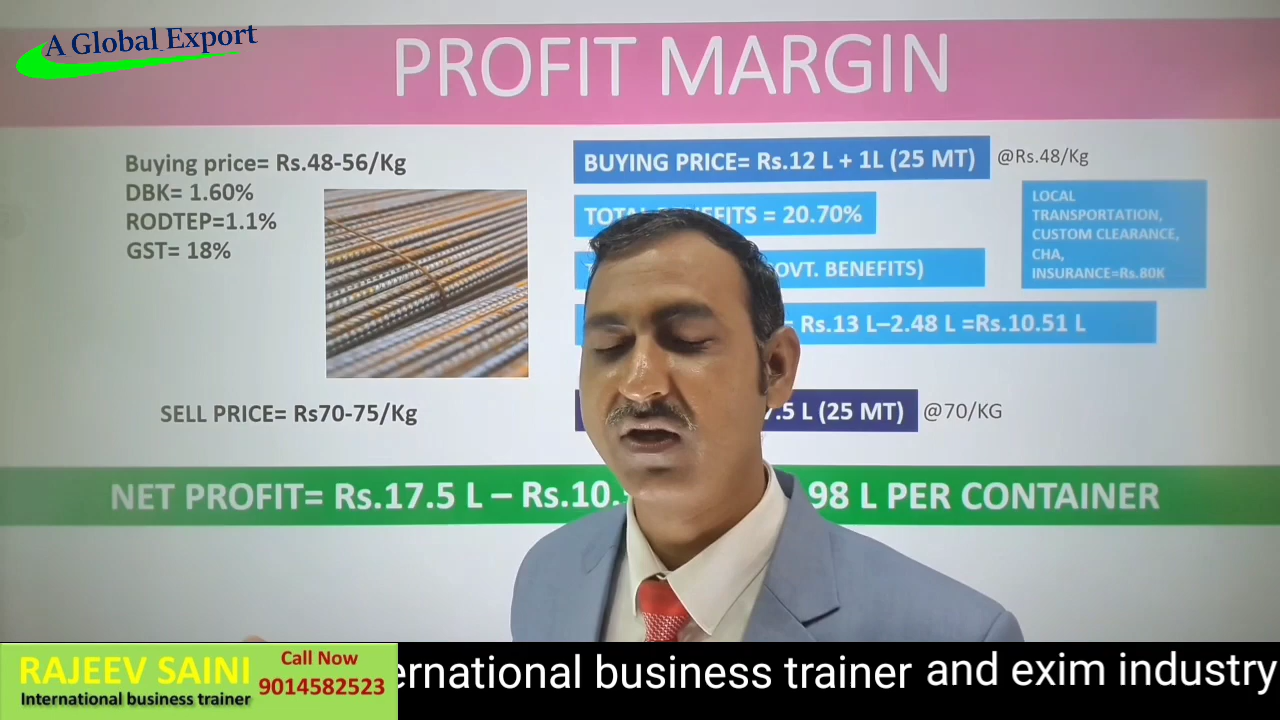 A Global Export
PROFIT MARGIN
Buying price= Rs.48-56/Kg
DBK= 1.60%
RODTEP=1.1%
GST= 18%
SELL PRICE= Rs70-75/Kg
BUYING PRICE= Rs.12 L + 1L (25 MT)
@Rs.48/Kg
TOTAL BENEFITS = 20.70%
OVT. BENEFITS)
Rs.13 L–2.48 L =Rs.10.51 L
LOCAL
TRANSPORTATION,
CUSTOM CLEARANCE,
CHA,
INSURANCE=Rs.80K
7.5 L (25 MT)
@70/KG
NET PROFIT= Rs.17.5 L – Rs.10. 98 L PER CONTAINER
RAJEEV SAINI
International business trainer
Call Now
9014582523
ernational business trainer and exim industry